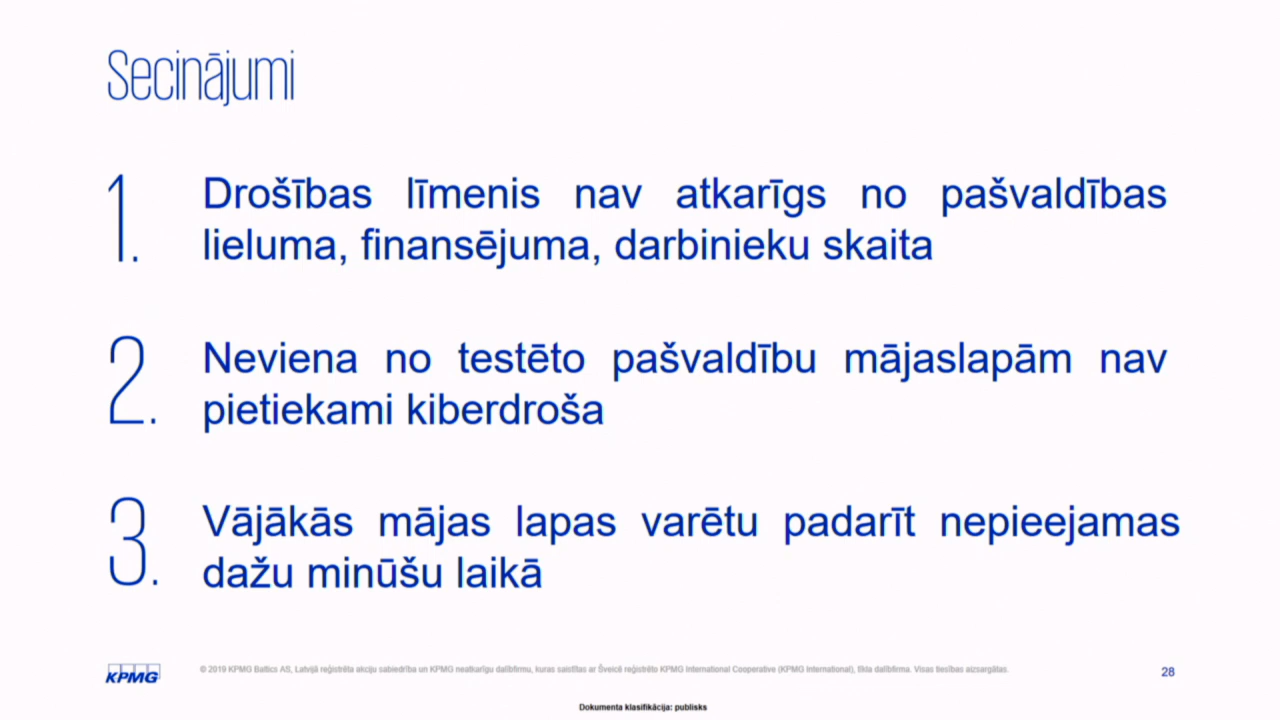 Secinājumi
1. Drošības līmenis nav atkarīgs no pašvaldības
lieluma, finansējuma, darbinieku skaita
2. Neviena no testēto pašvaldību mājaslapām nav
pietiekami kiberdroša
3. Vājākās mājas lapas varētu padarīt nepieejamas
dažu minūšu laikā
KPMG
© 2019 KPMG Baltics AS, Latvijā reģistrēta akciju sabiedrība un KPMG neatkarīgu dalībfirmu, kuras saistītas ar Šveicē reģistrēto KPMG International Cooperative (KPMG International), tīkla dalībfirma. Visas tiesības aizsargātas.
28
Dokumenta klasifikācija: publisks